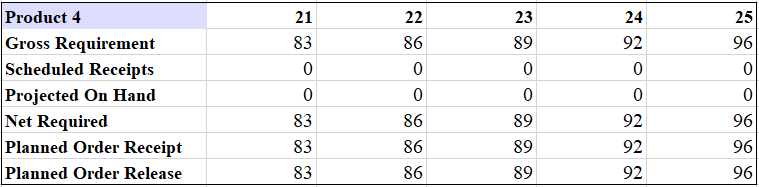 Product 4 21 22 23 24 25
Gross Requirement 83 86 89 92 96
Scheduled Receipts 0 0 0 0 0
Projected On Hand 0 0 0 0 0
Net Required 83 86 89 92 96
Planned Order Receipt 83 86 89 92 96
Planned Order Release 83 86 89 92 96